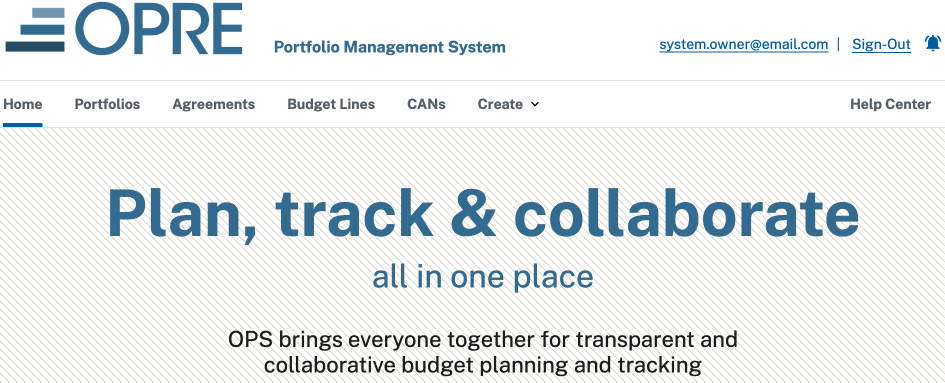 OPRE
Portfolio Management System
system.owner@email.com | Sign-Out
Home Portfolios Agreements Budget Lines CANs Create Help Center
Plan, track & collaborate
all in one place
OPS brings everyone together for transparent and
collaborative budget planning and tracking